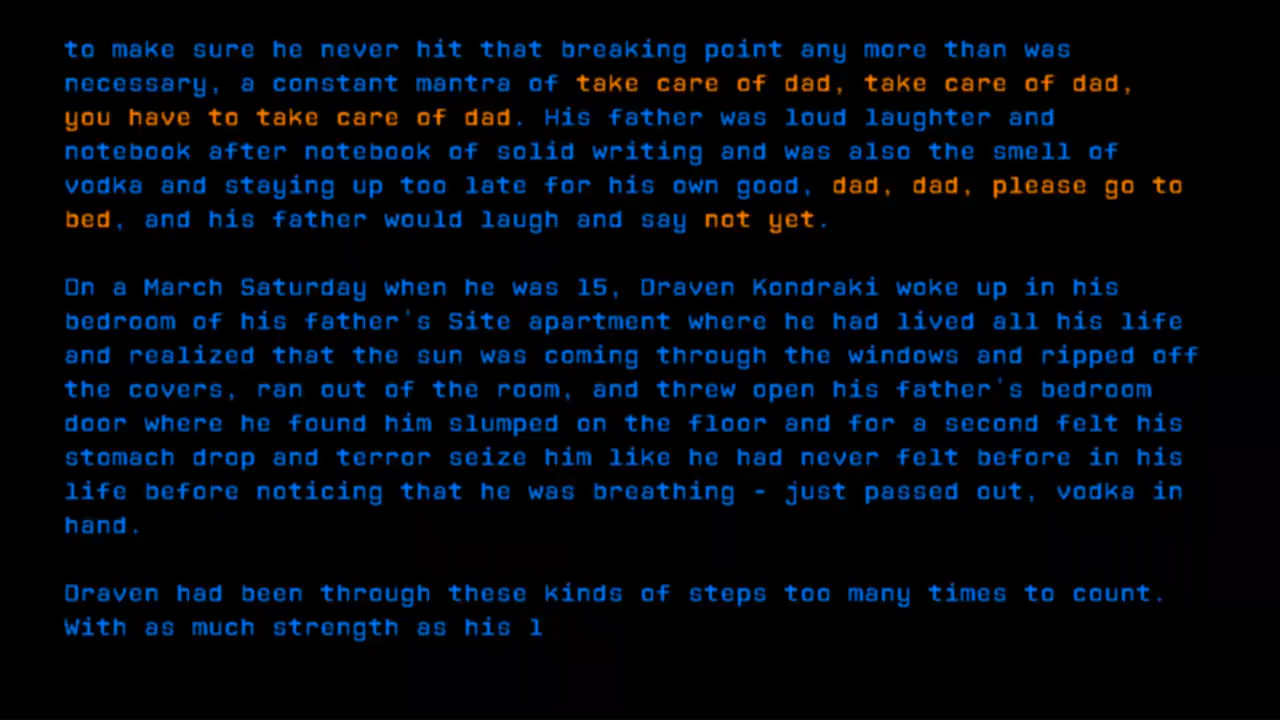 to make sure he never hit that breaking point any more than was
necessary, a constant mantra of take care of dad, take care of dad,
you have to take care of dad. His father was loud laughter and
notebook after notebook of solid writing and was also the smell of
vodka and staying up too late for his own good, dad, dad, please go to
bed, and his father would laugh and say not yet.
On a March Saturday when he was 15, Draven Kondraki woke up in his
bedroom of his father's Site apartment where he had lived all his life
and realized that the sun was coming through the windows and ripped off
the covers, ran out of the room, and threw open his father's bedroom
door where he found him slumped on the floor and for a second felt his
stomach drop and terror seize him like he had never felt before in his
life before noticing that he was breathing - just passed out, vodka in
hand.
Draven had been through these kinds of steps too many times to count.
With as much strength as his l